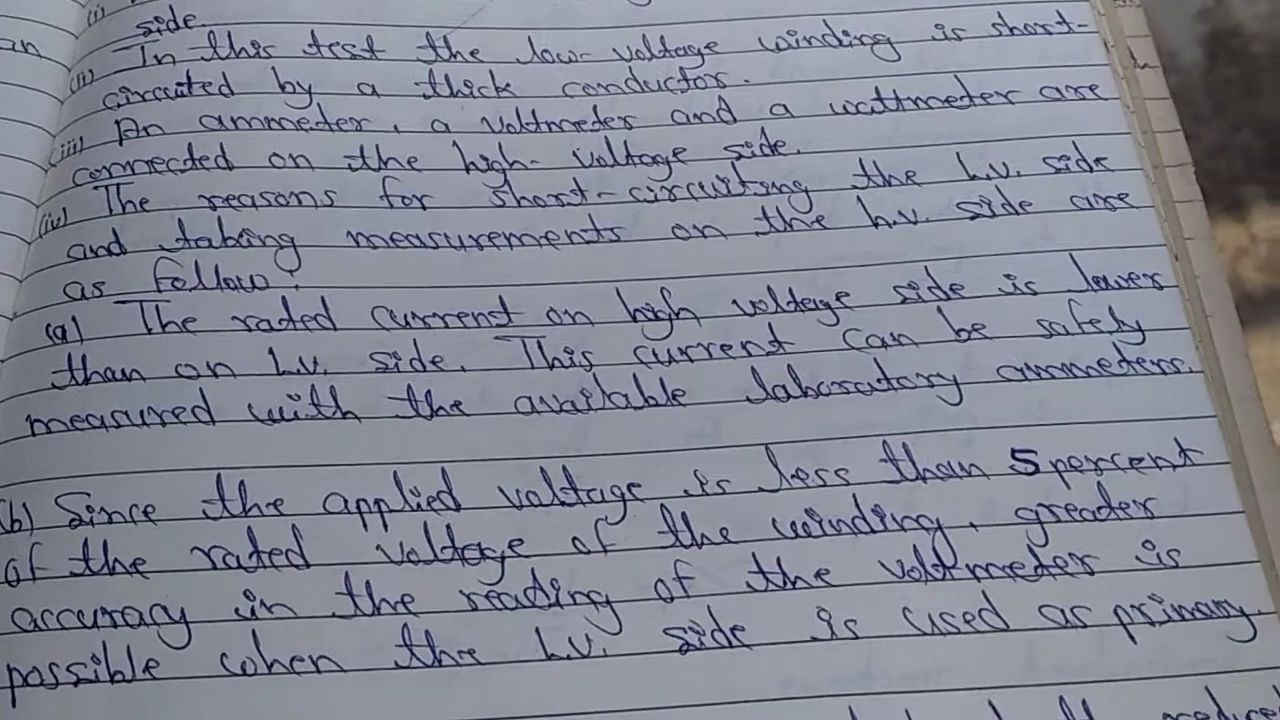 (i)
side.
an
(ii) In this test the low-voltage winding is short-
circuited by a thick conductor.
(iii) An ammeter, a voltmeter and a wattmeter are
connected on the high-voltage side.
(iv) The reasons for short-circuiting the L.V. side
and taking measurements on the h.v. side are
as follow:
(a) The rated current on high voltage side is lower
than on L.V. side. This current can be safely
measured with the available laboratory ammeters.
(b) Since the applied voltage is less than 5 percent
of the rated voltage of the winding, greater
accuracy in the reading of the voltmeter is
possible when the L.V. side is used as primary.